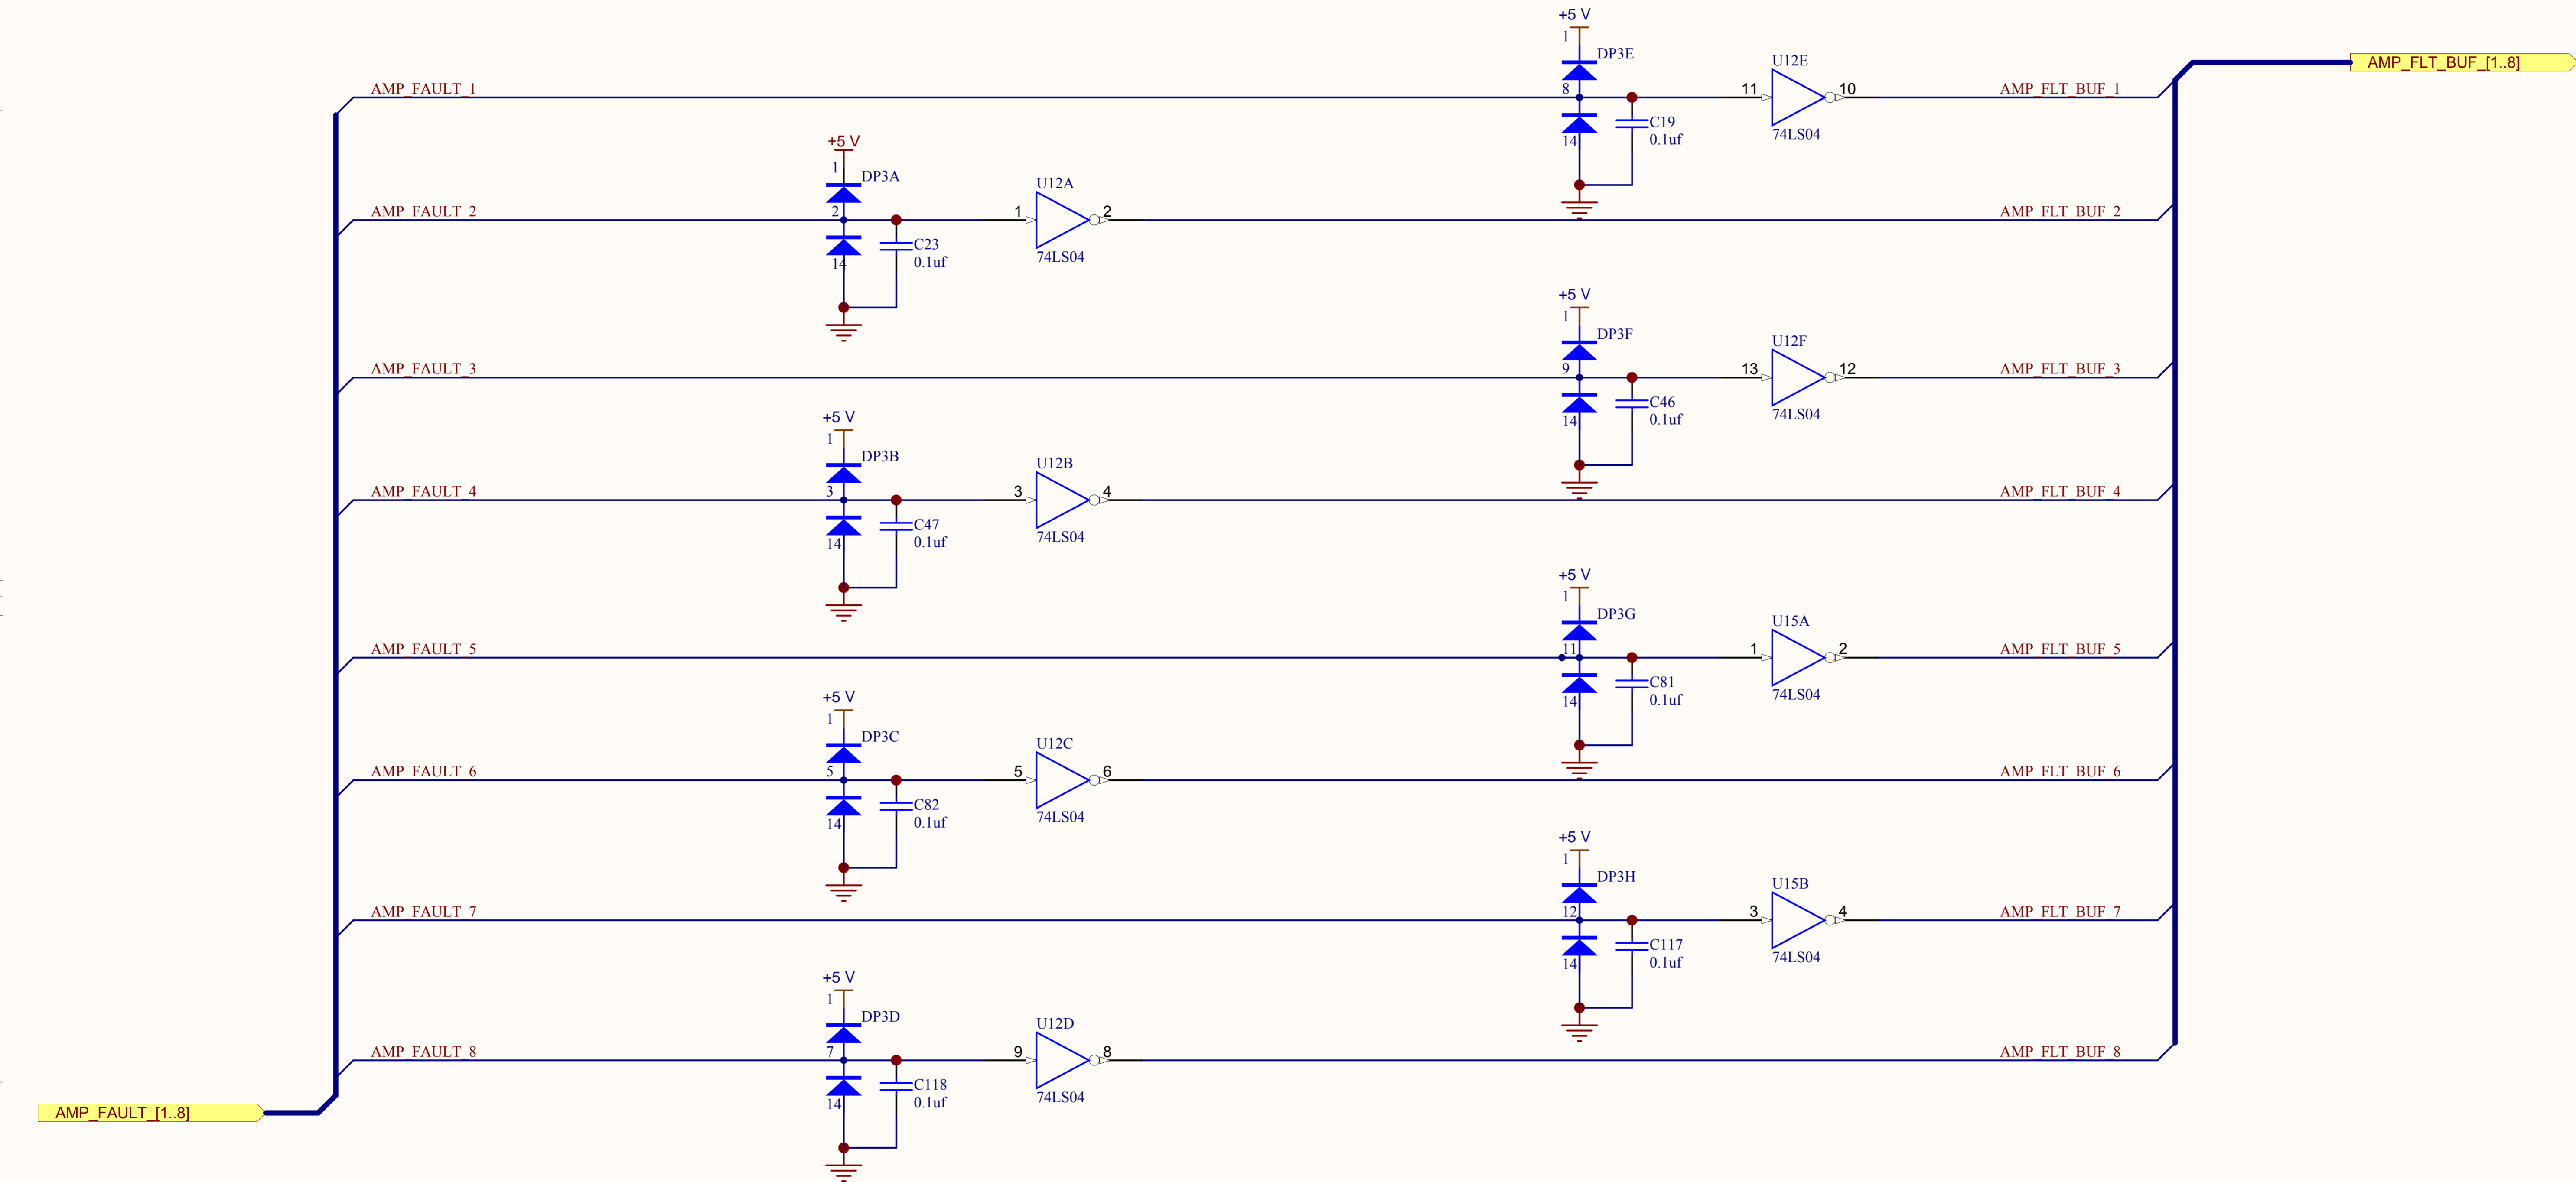 +5 V
1
DP3E
U12E
AMP_FLT_BUF_[1..8]
AMP_FAULT_1
8
11
10
AMP_FLT_BUF_1
14
C19
0.1uf
74LS04
+5 V
1
DP3A
U12A
AMP_FAULT_2
2
1
2
AMP_FLT_BUF_2
14
C23
0.1uf
74LS04
+5 V
1
DP3F
U12F
AMP_FAULT_3
9
13
12
AMP_FLT_BUF_3
14
C46
0.1uf
74LS04
+5 V
1
DP3B
U12B
AMP_FAULT_4
3
3
4
AMP_FLT_BUF_4
14
C47
0.1uf
74LS04
+5 V
1
DP3G
U15A
AMP_FAULT_5
11
1
2
AMP_FLT_BUF_5
14
C81
0.1uf
74LS04
+5 V
1
DP3C
U12C
AMP_FAULT_6
5
5
6
AMP_FLT_BUF_6
14
C82
0.1uf
74LS04
+5 V
1
DP3H
U15B
AMP_FAULT_7
12
3
4
AMP_FLT_BUF_7
14
C117
0.1uf
74LS04
+5 V
1
DP3D
U12D
AMP_FAULT_8
7
9
8
AMP_FLT_BUF_8
14
C118
0.1uf
74LS04
AMP_FAULT_[1..8]